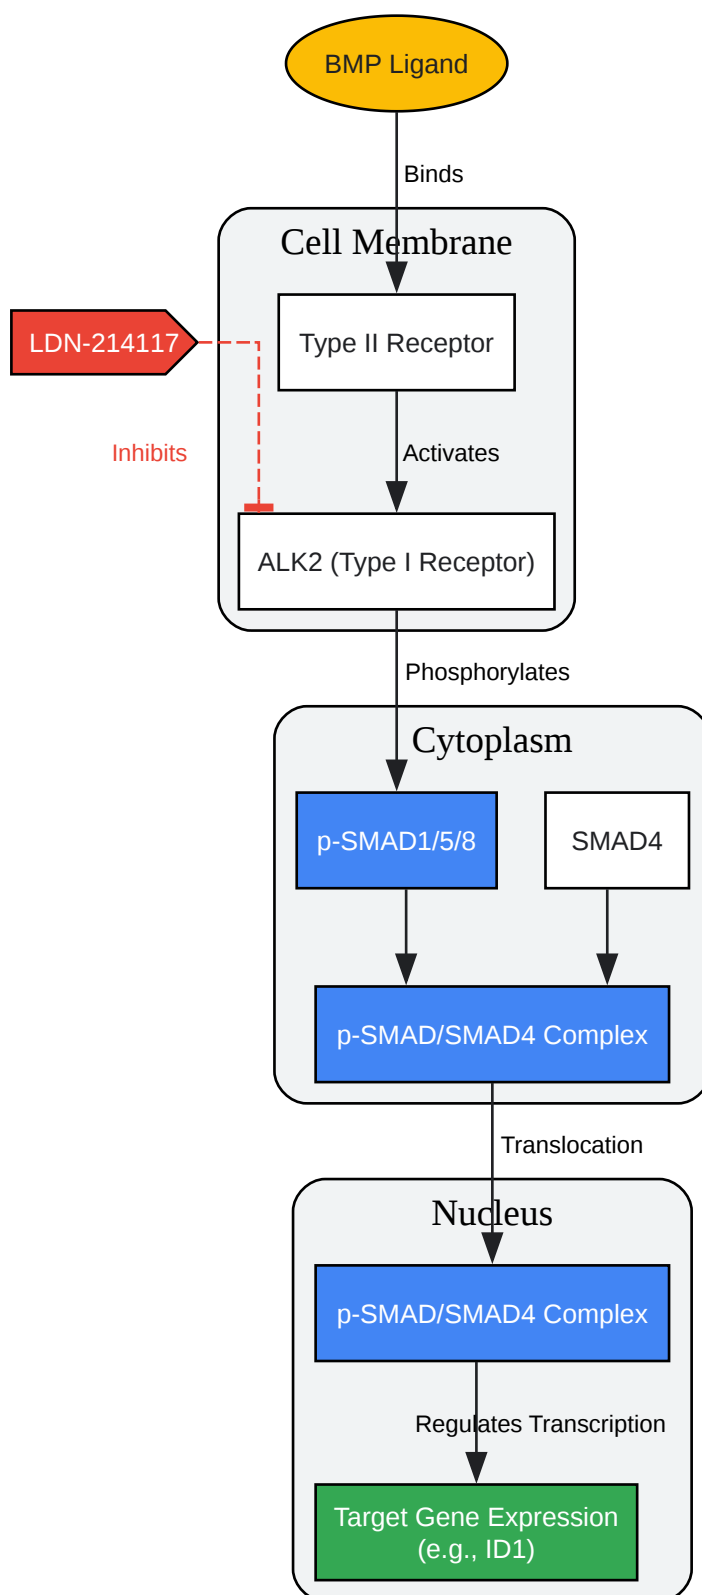 BMP Ligand
Binds
Cell Membrane
Type II Receptor
LDN-214117
Inhibits
Activates
ALK2 (Type I Receptor)
Phosphorylates
Cytoplasm
p-SMAD1/5/8
SMAD4
p-SMAD/SMAD4 Complex
Translocation
Nucleus
p-SMAD/SMAD4 Complex
Regulates Transcription
Target Gene Expression
(e.g., ID1)